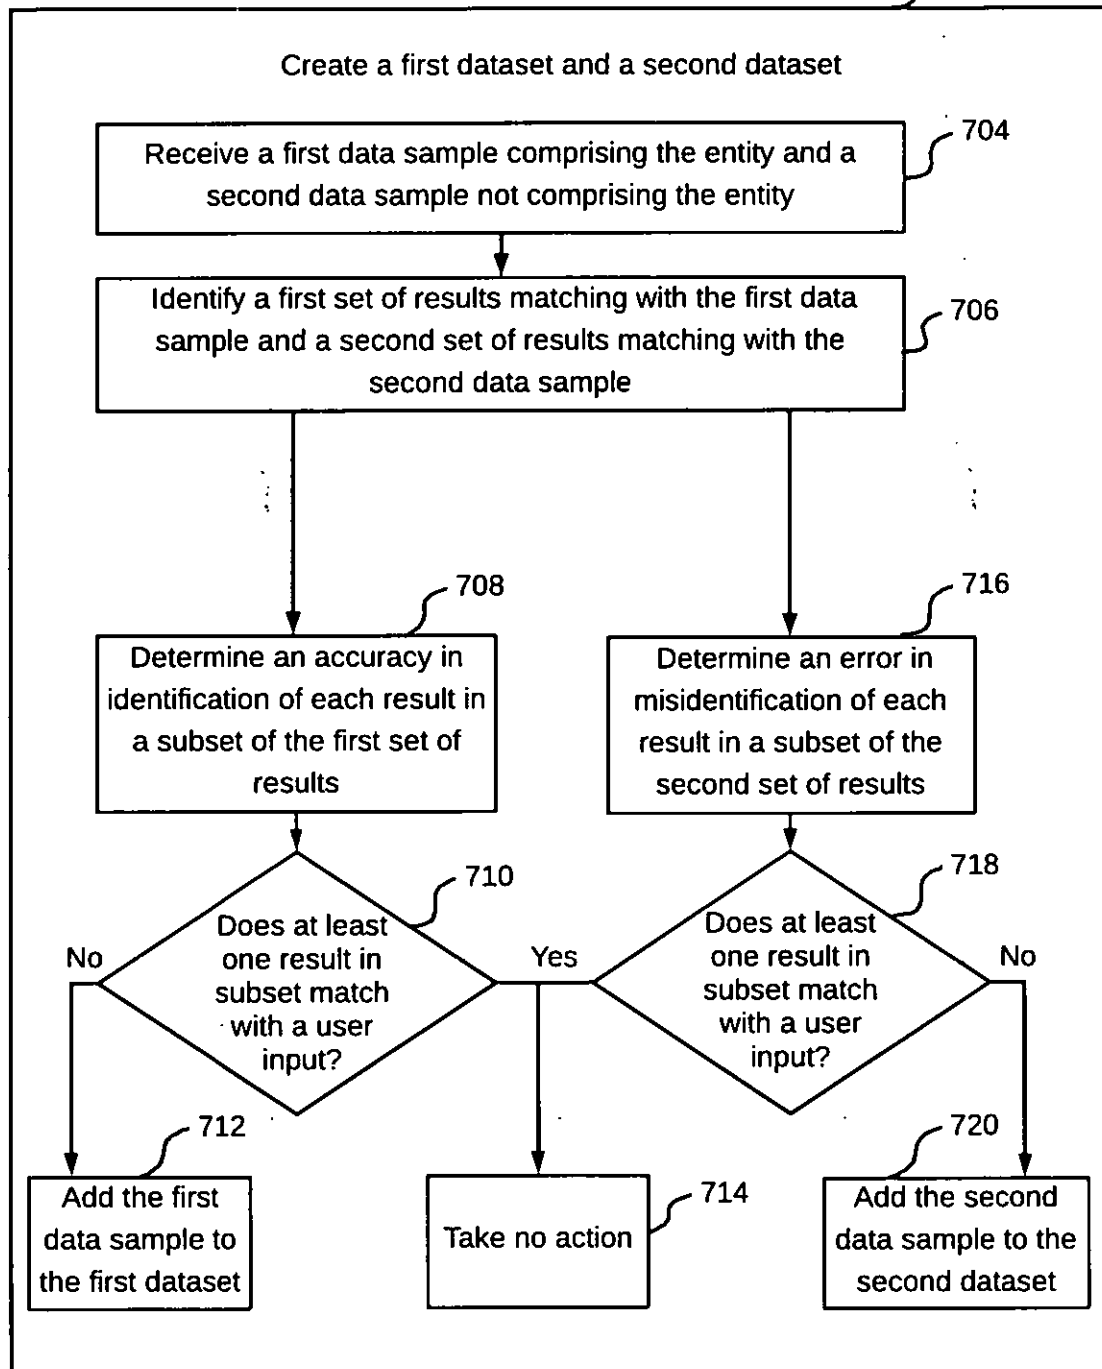 Create a first dataset and a second dataset
704
Receive a first data sample comprising the entity and a
second data sample not comprising the entity
706
Identify a first set of results matching with the first data
sample and a second set of results matching with the
second data sample
708
Determine an accuracy in
identification of each result in
a subset of the first set of
results
716
Determine an error in
misidentification of each
result in a subset of the
second set of results
710
Does at least
one result in
subset match
with a user
input?
No
Yes
718
Does at least
one result in
subset match
with a user
input?
No
712
Add the first
data sample to
the first dataset
714
Take no action
720
Add the second
data sample to the
second dataset